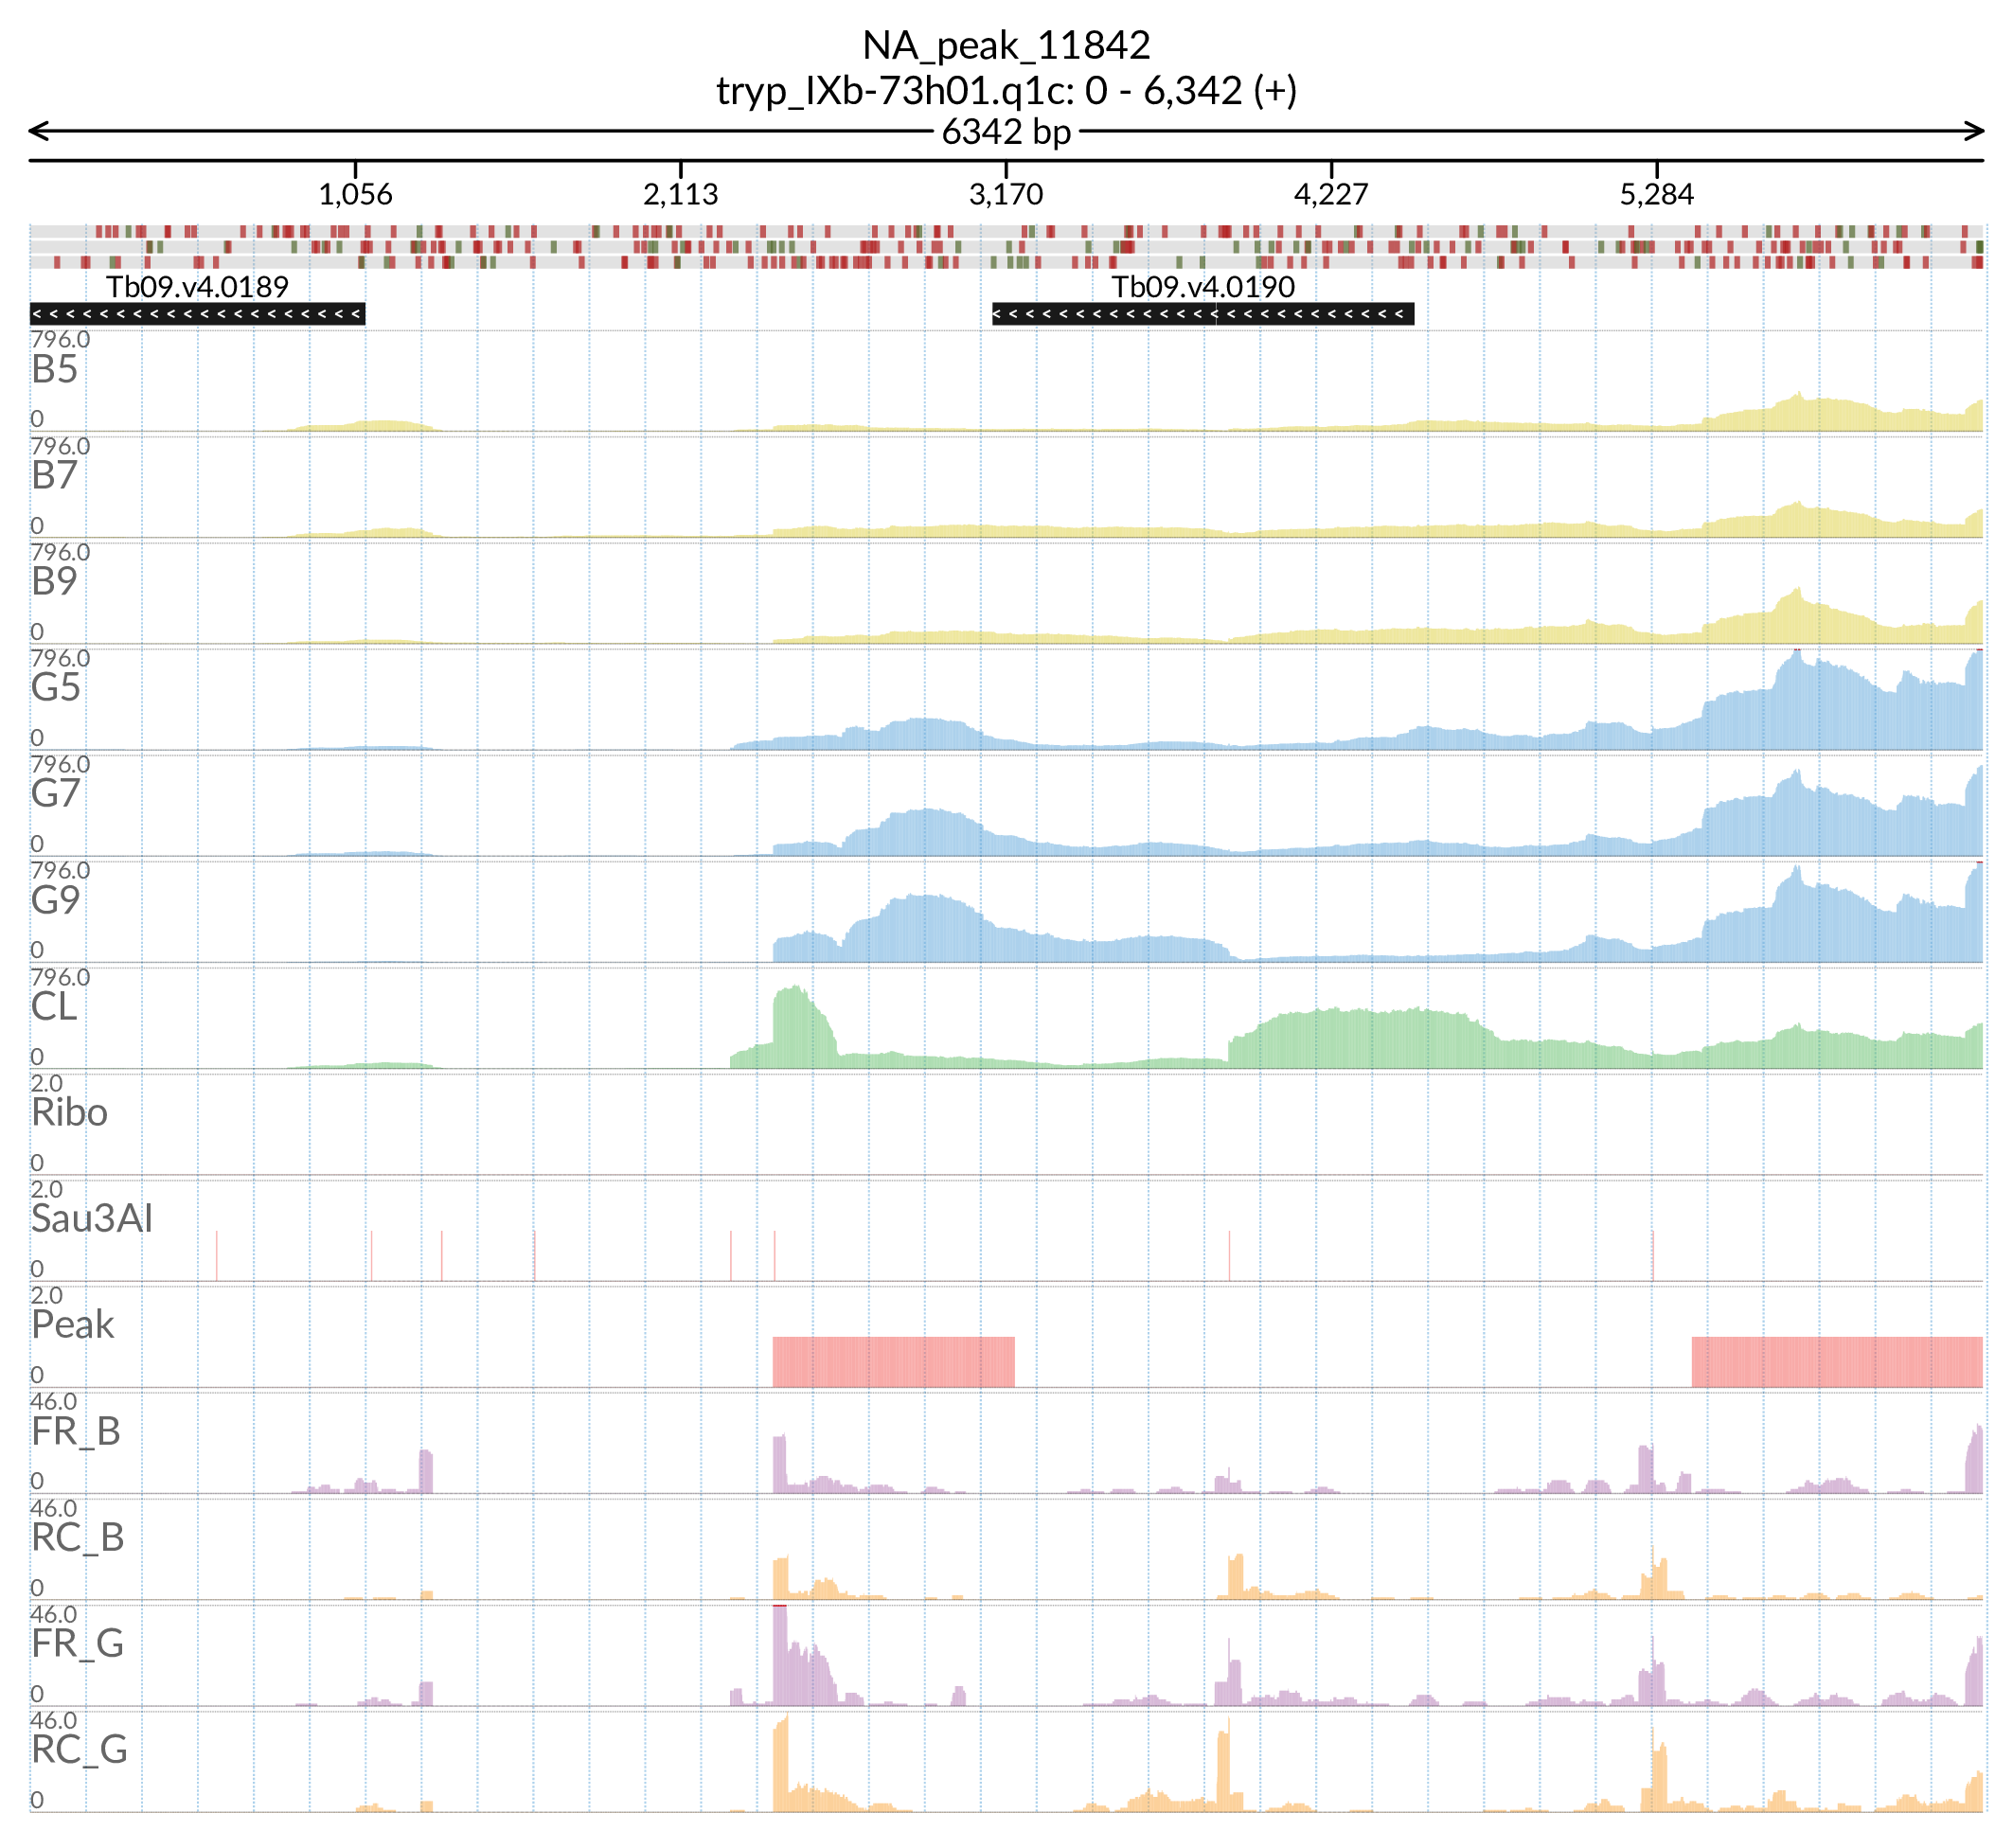 NA_peak_11842
tryp_IXb-73h01.q1c: 0 - 6,342 (+)
6342 bp
1,056 2,113 3,170 4,227 5,284
Tb09.v4.0189 Tb09.v4.0190
796.0
B5
0
796.0
B7
0
796.0
B9
0
796.0
G5
0
796.0
G7
0
796.0
G9
0
796.0
CL
0
2.0
Ribo
0
2.0
Sau3AI
0
2.0
Peak
0
46.0
FR_B
0
46.0
RC_B
0
46.0
FR_G
0
46.0
RC_G
0